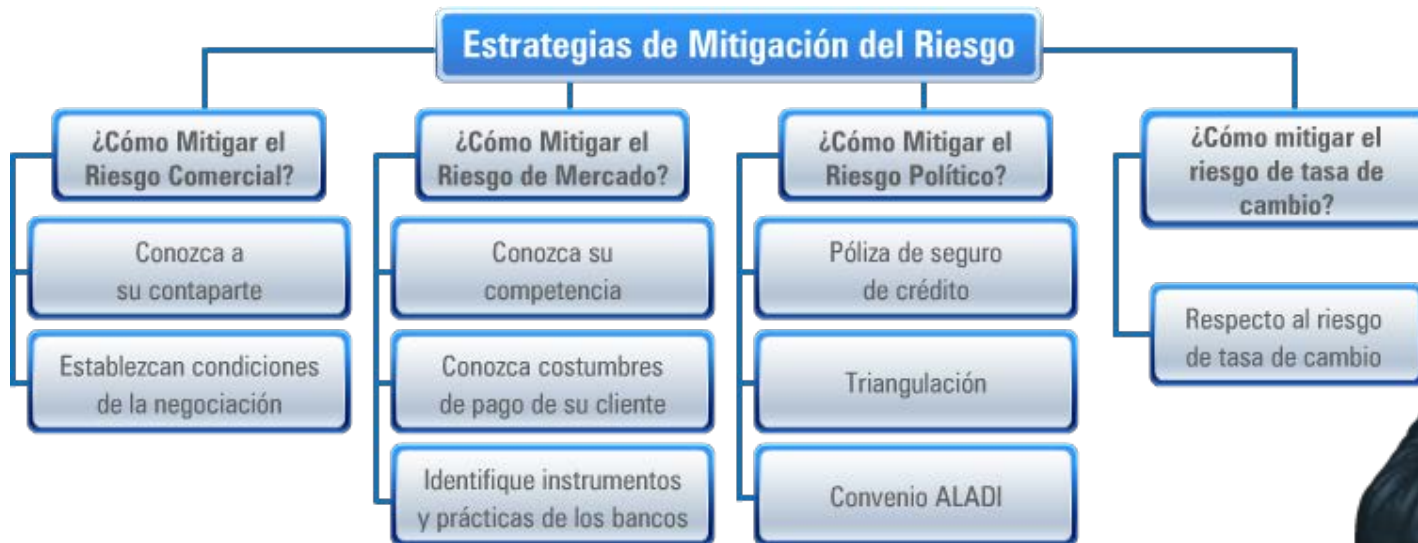 Estrategias de Mitigación del Riesgo
¿Cómo Mitigar el
Riesgo Comercial?
Conozca a
su contaparte
Establezcan condiciones
de la negociación
¿Cómo Mitigar el
Riesgo de Mercado?
Conozca su
competencia
Conozca costumbres
de pago de su cliente
Identifique instrumentos
y prácticas de los bancos
¿Cómo Mitigar el
Riesgo Político?
Póliza de seguro
de crédito
Triangulación
Convenio ALADI
¿Cómo mitigar el
riesgo de tasa de
cambio?
Respecto al riesgo
de tasa de cambio